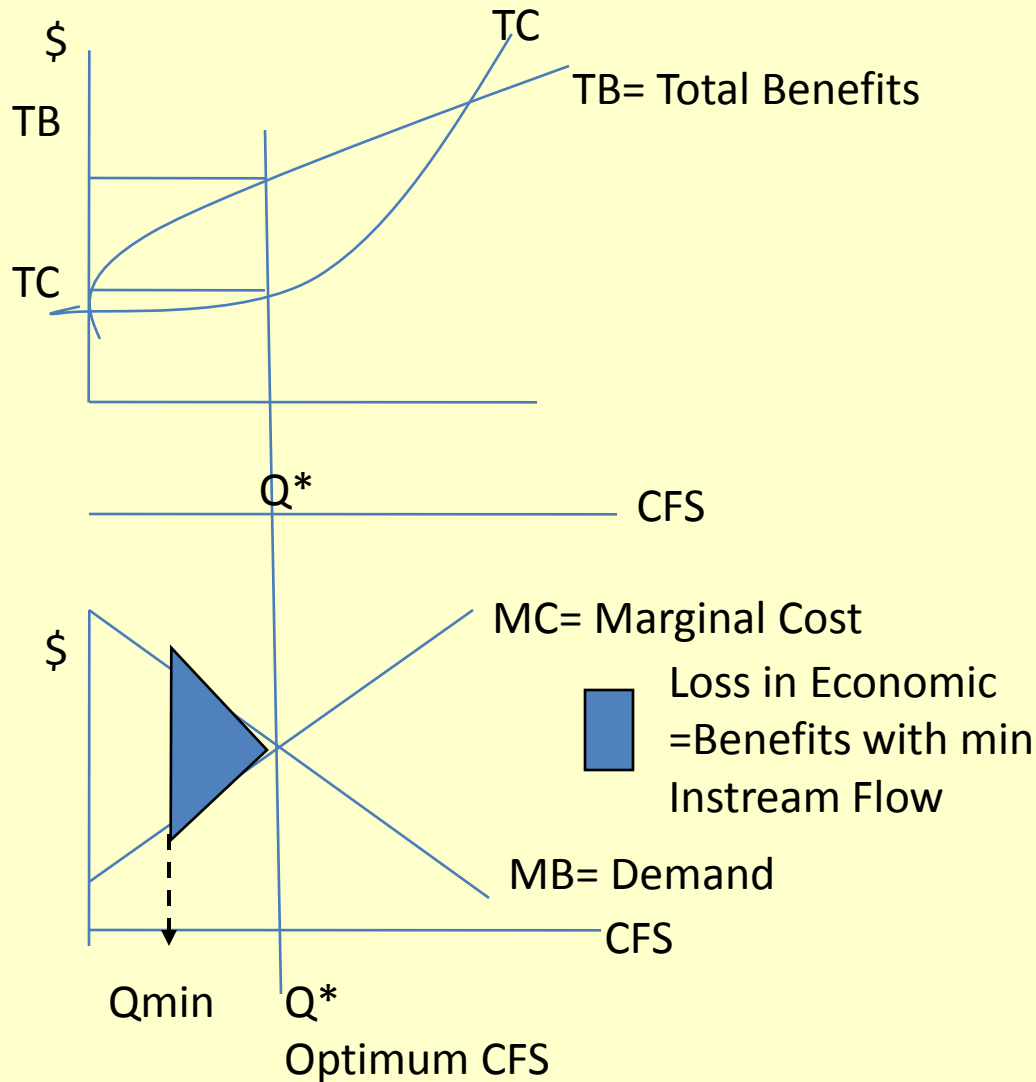 TC
$
TB= Total Benefits
TB
TC
Q*
CFS
MC= Marginal Cost
$
Loss in Economic
=Benefits with min
Instream Flow
MB= Demand
CFS
Qmin
Q*
Optimum CFS